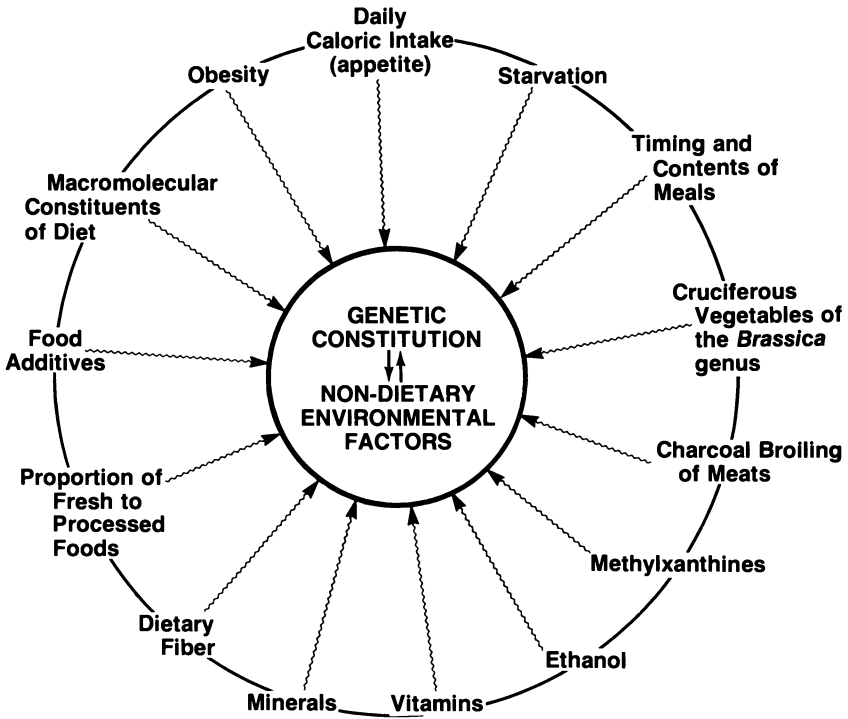 Daily
Caloric Intake
(appetite)
Starvation
Timing and
Contents of
Meals
Cruciferous
Vegetables of
the Brassica
genus
Charcoal Broiling
of Meats
Methylxanthines
Ethanol
Vitamins
Minerals
Dietary
Fiber
Proportion of
Fresh to
Processed
Foods
Food
Additives
Macromolecular
Constituents
of Diet
Obesity
GENETIC
CONSTITUTION
NON-DIETARY
ENVIRONMENTAL
FACTORS